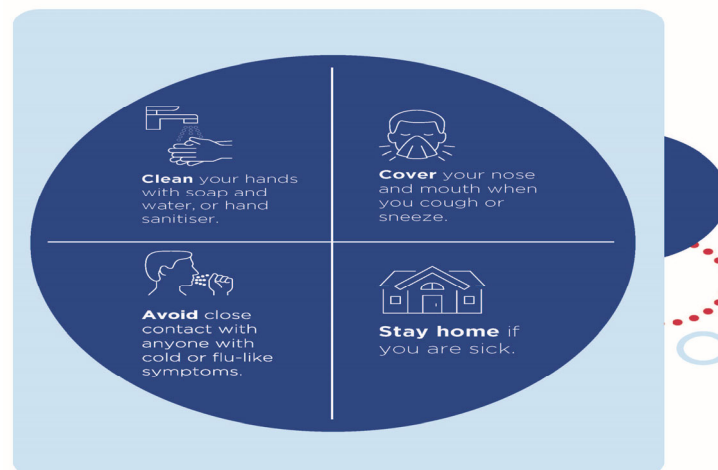 Clean your hands
with soap and
water, or hand
sanitiser.
Cover your nose
and mouth when
you cough or
sneeze.
Avoid close
contact with
anyone with
cold or flu-like
symptoms.
Stay home if
you are sick.